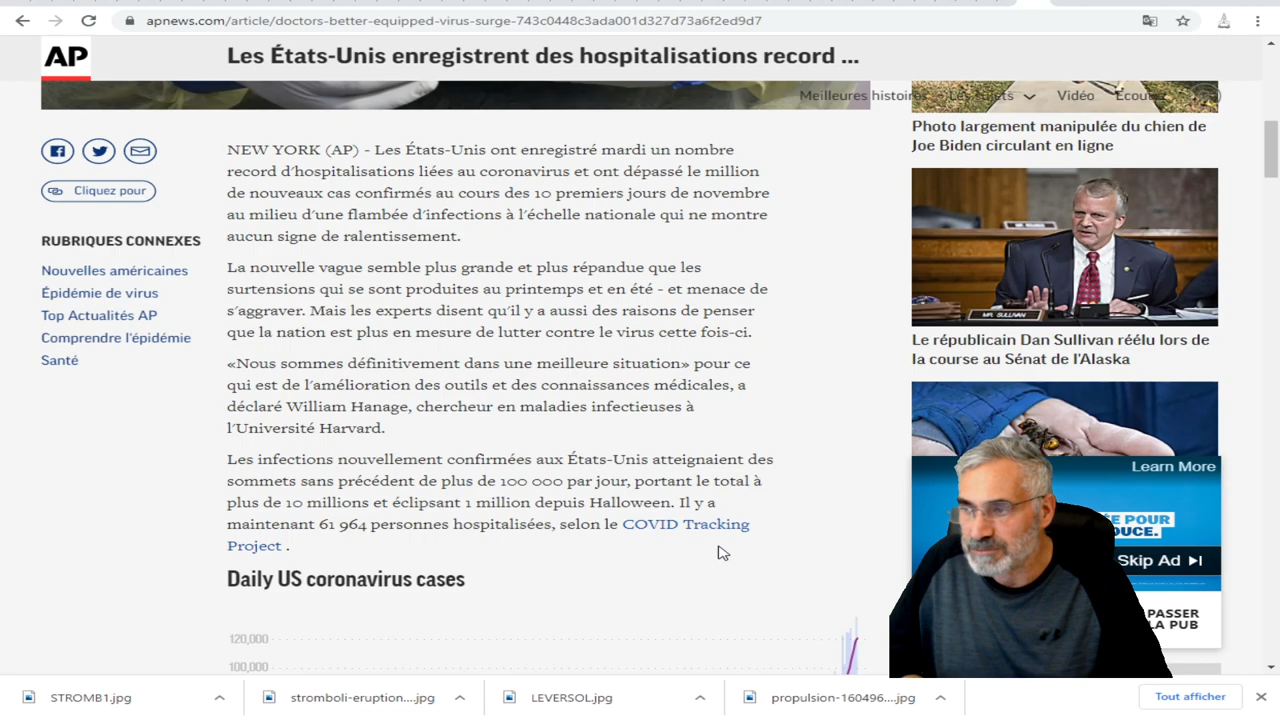 apnews.com/article/doctors-better-equipped-virus-surge-743c0448c3ada001d327d73a6f2ed9d7
AP
Les États-Unis enregistrent des hospitalisations record ...
Meilleures histoires
Les sujets
Vidéo
Cliquez pour
RUBRIQUES CONNEXES
Nouvelles américaines
Épidémie de virus
Top Actualités AP
Comprendre l'épidémie
Santé
NEW YORK (AP) - Les États-Unis ont enregistré mardi un nombre
record d'hospitalisations liées au coronavirus et ont dépassé le million
de nouveaux cas confirmés au cours des 10 premiers jours de novembre
au milieu d'une flambée d'infections à l'échelle nationale qui ne montre
aucun signe de ralentissement.
La nouvelle vague semble plus grande et plus répandue que les
surtensions qui se sont produites au printemps et en été - et menace de
s'aggraver. Mais les experts disent qu'il y a aussi des raisons de penser
que la nation est plus en mesure de lutter contre le virus cette fois-ci.
«Nous sommes définitivement dans une meilleure situation» pour ce
qui est de l'amélioration des outils et des connaissances médicales, a
déclaré William Hanage, chercheur en maladies infectieuses à
l'Université Harvard.
Les infections nouvellement confirmées aux États-Unis atteignaient des
sommets sans précédent de plus de 100 000 par jour, portant le total à
plus de 10 millions et éclipsant 1 million depuis Halloween. Il y a
maintenant 61 964 personnes hospitalisées, selon le COVID Tracking
Project .
Daily US coronavirus cases
120,000
100,000
Photo largement manipulée du chien de
Joe Biden circulant en ligne
MR. SULLIVAN
Le républicain Dan Sullivan réélu lors de
la course au Sénat de l'Alaska
Learn More
E POUR
OUCE.
Skip Ad
PASSER
LA PUB
STROMB1.jpg
stromboli-eruption....jpg
LEVERSOL.jpg
propulsion-160496....jpg
Tout afficher